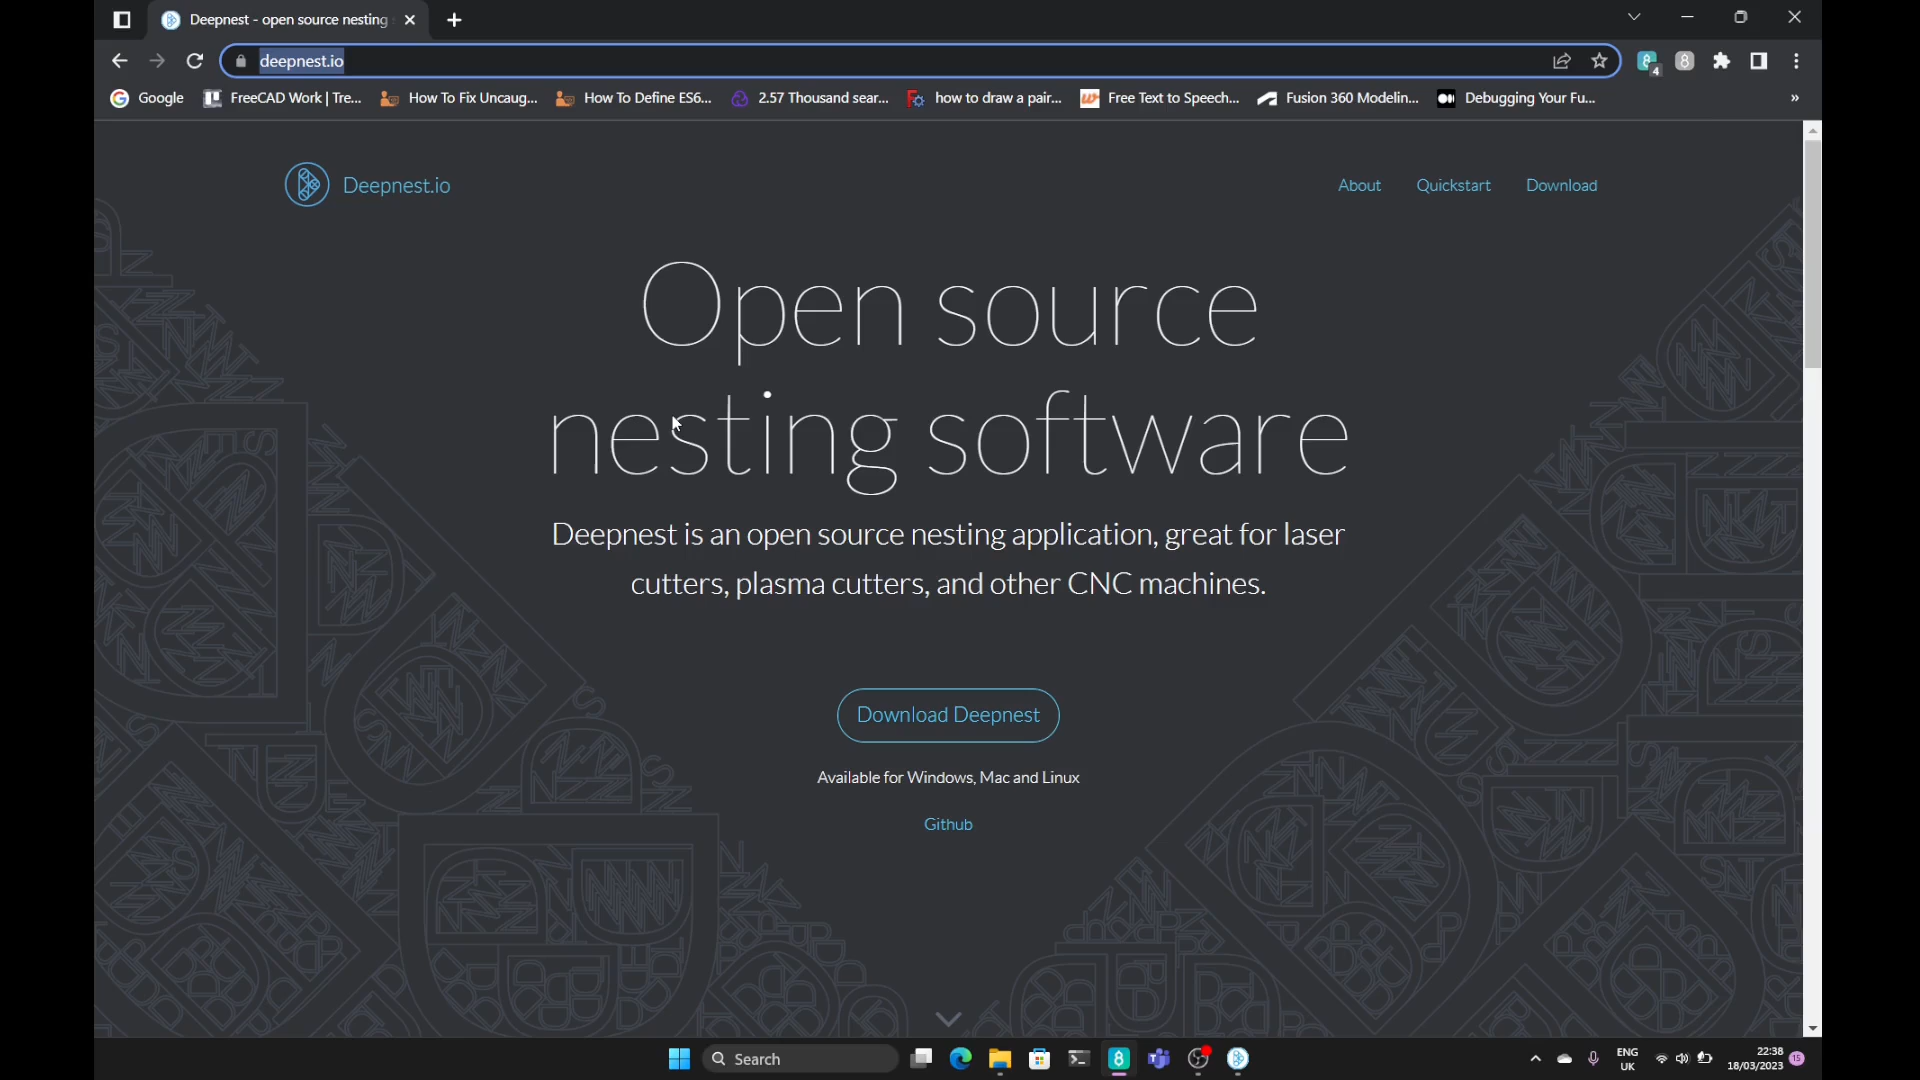 Deepnest - open source nesting
deepnest.io
4
8
Google
FreeCAD Work | Tre...
How To Fix Uncaug...
How To Define ES6...
2.57 Thousand sear...
how to draw a pair...
Free Text to Speech...
Fusion 360 Modelin...
Debugging Your Fu...
»
Deepnest.io
About
Quickstart
Download
Open source
nesting software
Deepnest is an open source nesting application, great for laser
cutters, plasma cutters, and other CNC machines.
Download Deepnest
Available for Windows, Mac and Linux
Github
Search
ENG
UK
22:38
18/03/2023
15